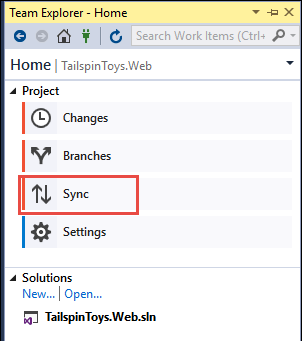 Team Explorer - Home
Search Work Items (Ctrl+
Home | TailspinToys.Web
Project
Changes
Branches
Sync
Settings
Solutions
New... | Open...
TailspinToys.Web.sln